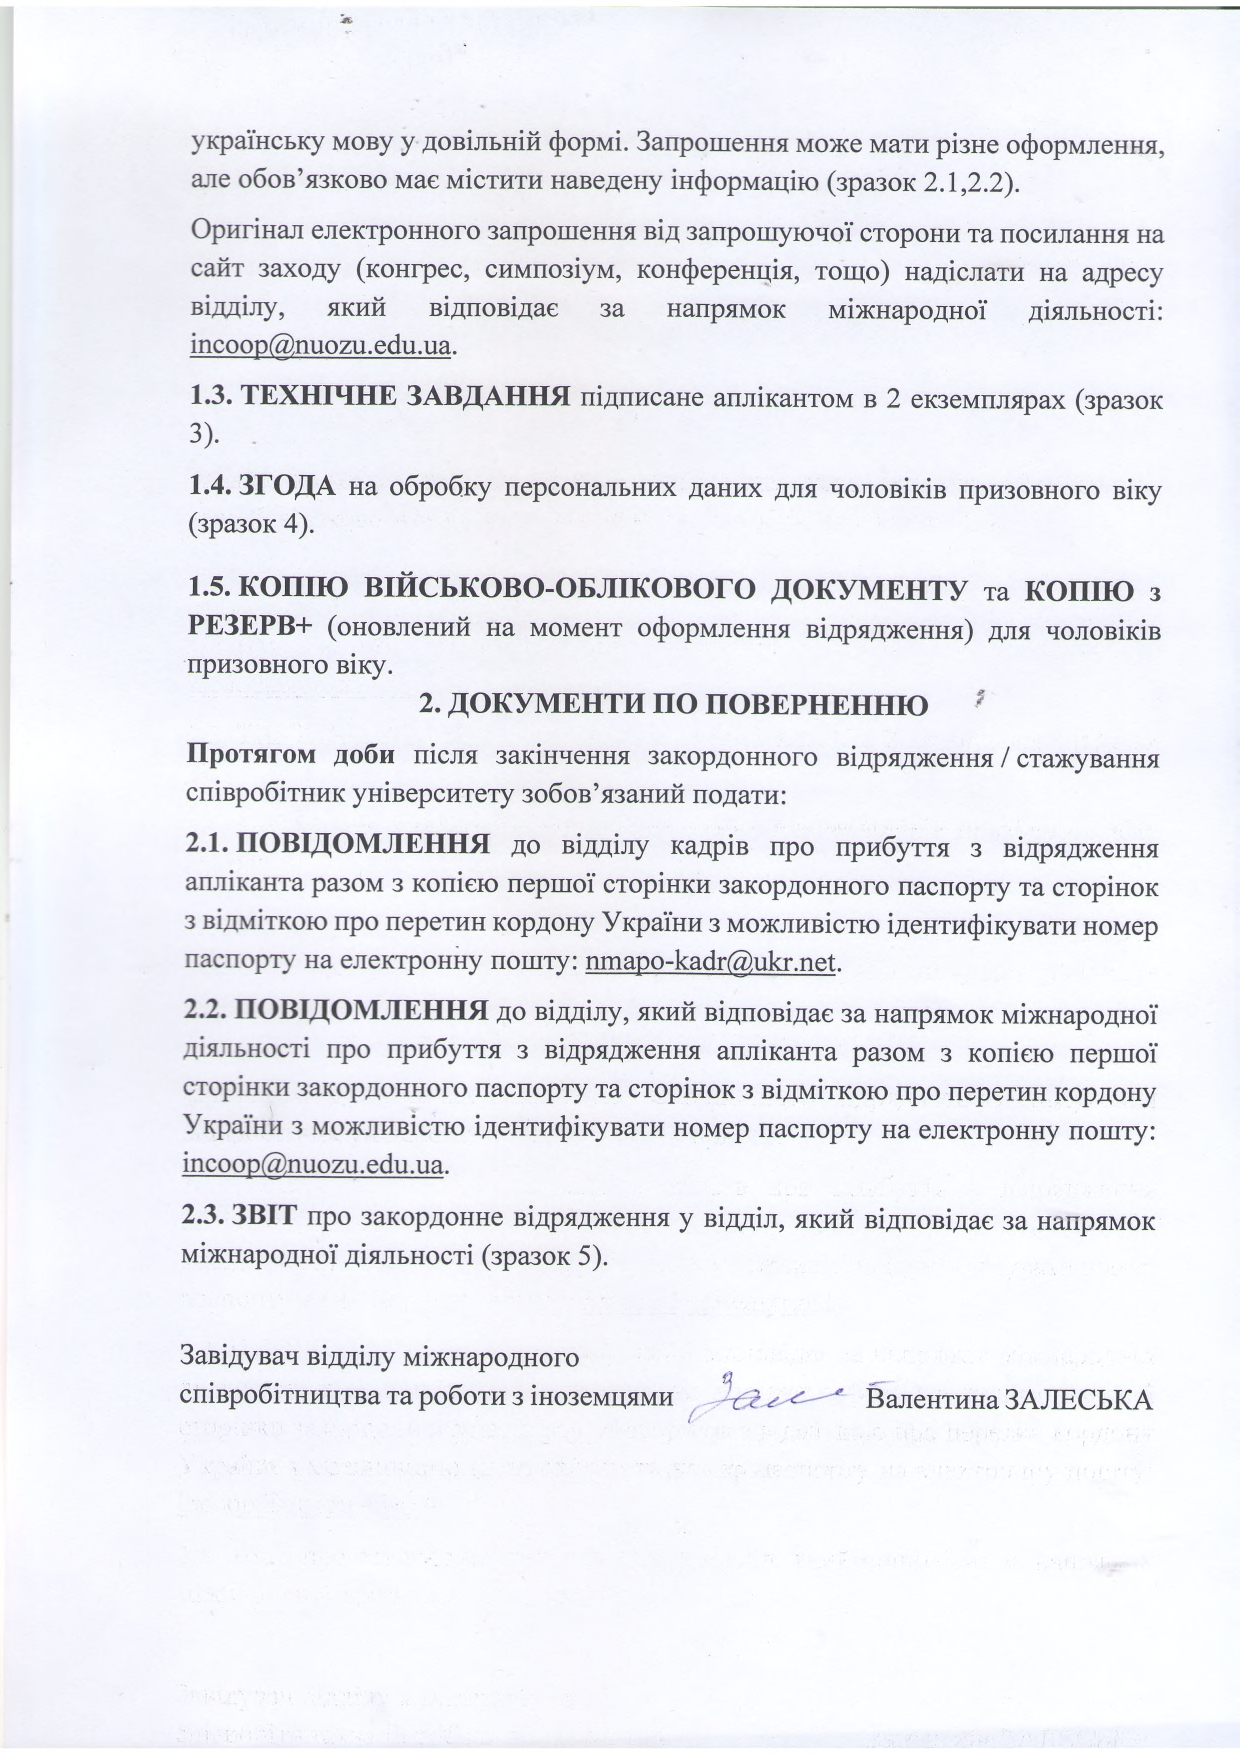 українську мову у довільній формі. Запрошення може мати різне оформлення,
але обов’язково має містити наведену інформацію (зразок 2.1,2.2).
Оригінал електронного запрошення від запрошуючої сторони та посилання на
сайт заходу (конгрес, симпозіум, конференція, тощо) надіслати на адресу
відділу, який відповідає за напрямок міжнародної діяльності:
incoop@nuozu.edu.ua.
1.3. ТЕХНІЧНЕ ЗАВДАННЯ підписане аплікантом в 2 екземплярах (зразок
3).
1.4. ЗГОДА на обробку персональних даних для чоловіків призовного віку
(зразок 4).
1.5. КОПІЮ ВІЙСЬКОВО-ОБЛІКОВОГО ДОКУМЕНТУ та КОПІЮ з
РЕЗЕРВ+ (оновлений на момент оформлення відрядження) для чоловіків
призовного віку.
2. ДОКУМЕНТИ ПО ПОВЕРНЕННЮ
Протягом доби після закінчення закордонного відрядження / стажування
співробітник університету зобов’язаний подати:
2.1. ПОВІДОМЛЕННЯ до відділу кадрів про прибуття з відрядження
апліканта разом з копією першої сторінки закордонного паспорту та сторінок
з відміткою про перетин кордону України з можливістю ідентифікувати номер
паспорту на електронну пошту: nmapo-kadr@ukr.net.
2.2. ПОВІДОМЛЕННЯ до відділу, який відповідає за напрямок міжнародної
діяльності про прибуття з відрядження апліканта разом з копією першої
сторінки закордонного паспорту та сторінок з відміткою про перетин кордону
України з можливістю ідентифікувати номер паспорту на електронну пошту:
incoop@nuozu.edu.ua.
2.3. ЗВІТ про закордонне відрядження у відділ, який відповідає за напрямок
міжнародної діяльності (зразок 5).
Завідувач відділу міжнародного
співробітництва та роботи з іноземцями Валентина ЗАЛЕСЬКА